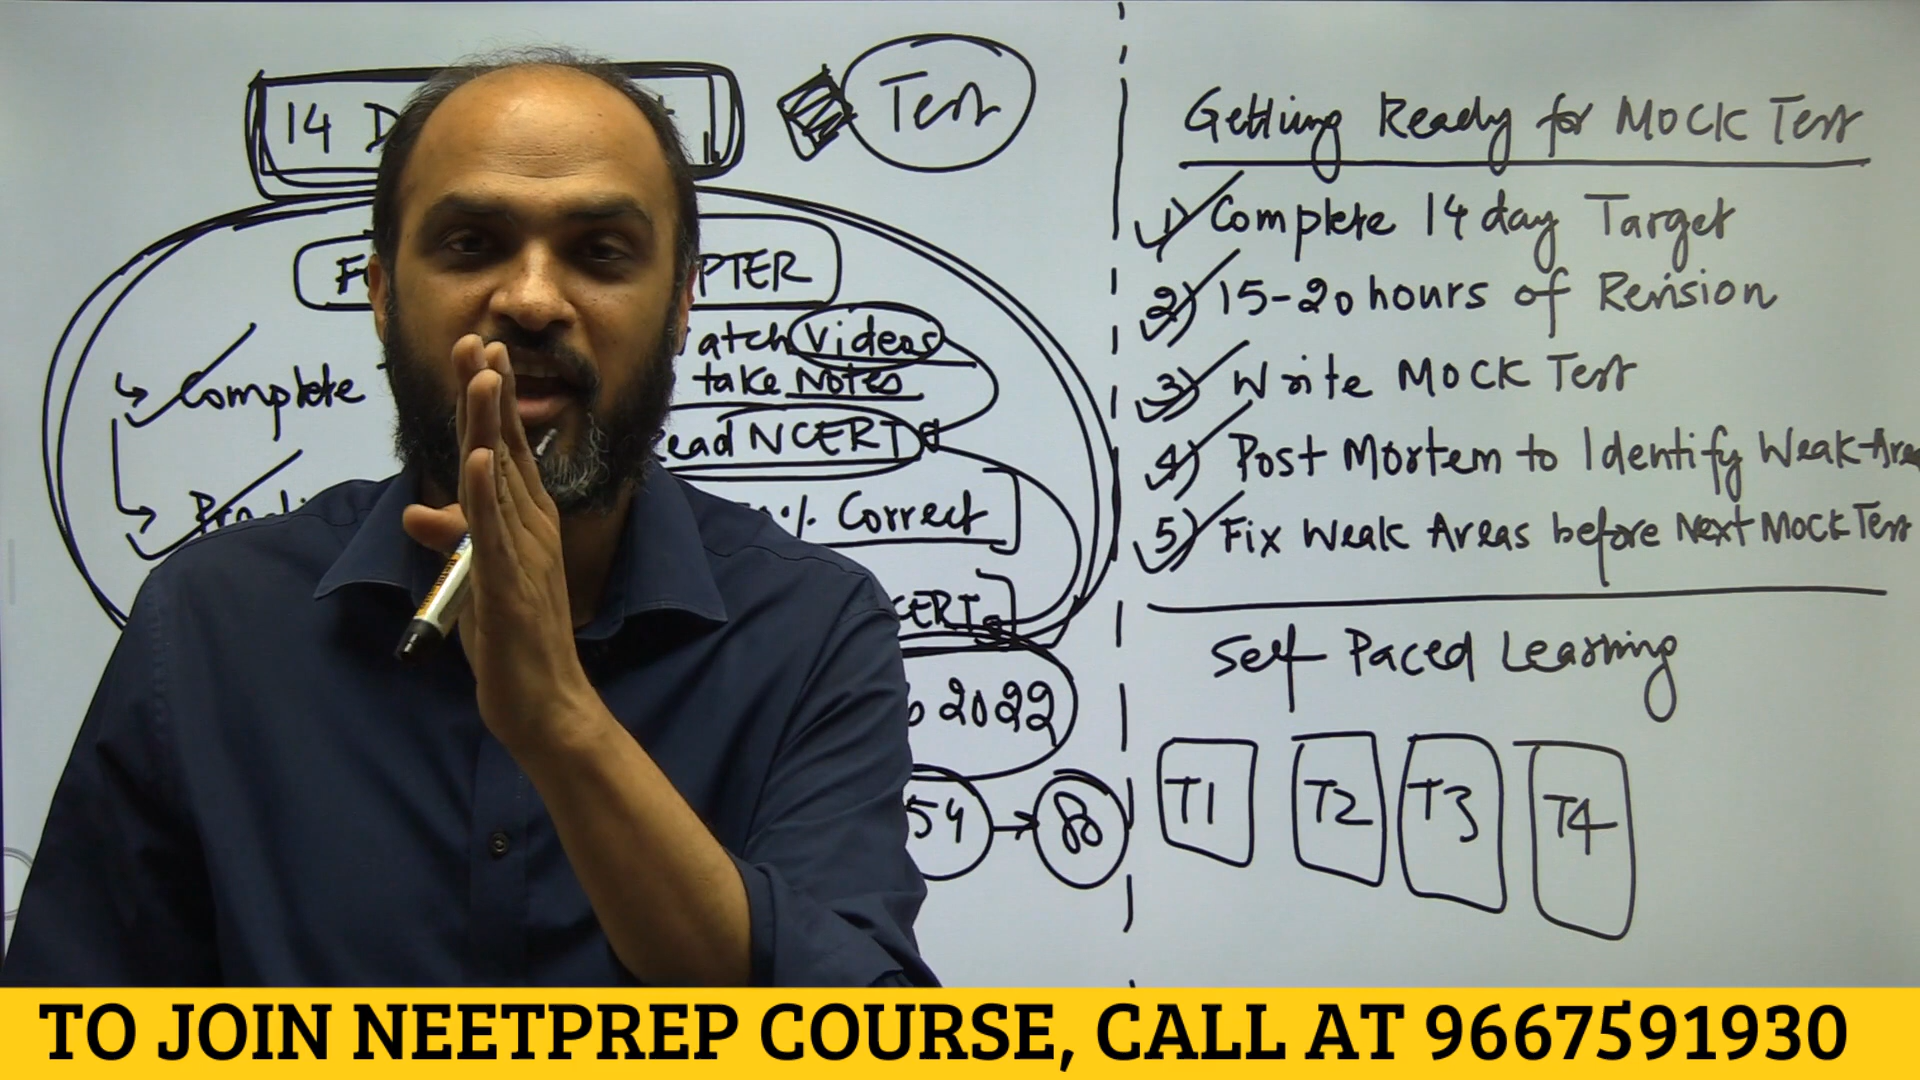 14
Test
PTER
Videos
Complete
take Notes
NCERT
Correct
2022
54
88
Getting Ready for MOCK Test
1) Complete 14 day Target
2) 15-20 hours of Revision
3) Write MOCK Test
4) Post Mortem to Identify Weak-Area
5) Fix Weak Areas before Next MOCK Test
Self Paced Learning
T1 T2 T3 T4
TO JOIN NEETPREP COURSE, CALL AT 9667591930